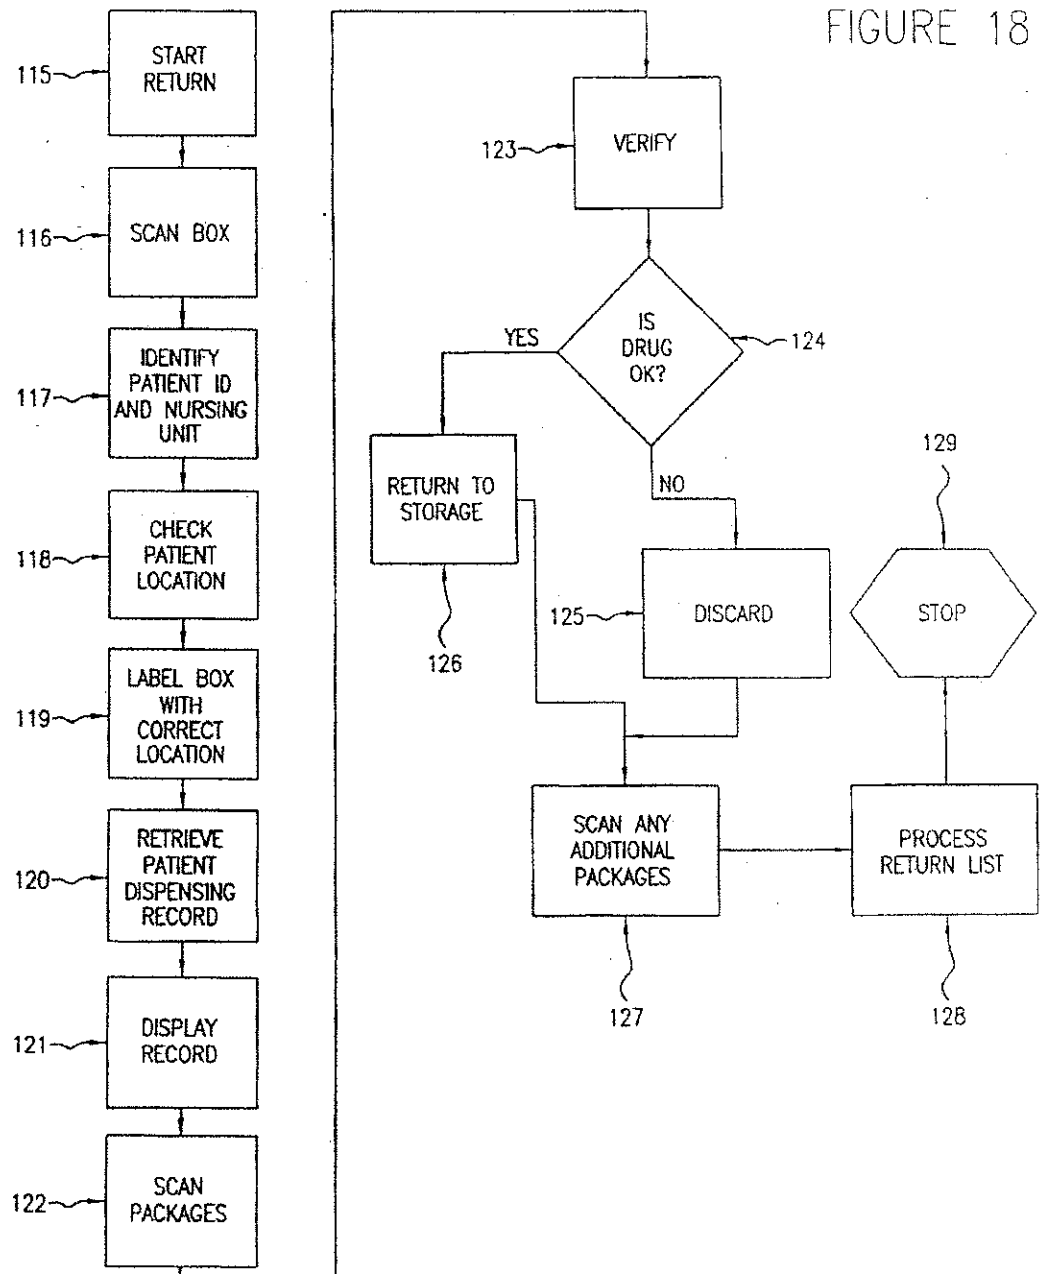 FIGURE 18
115
START
RETURN
116
SCAN BOX
117
IDENTIFY
PATIENT ID
AND NURSING
UNIT
118
CHECK
PATIENT
LOCATION
119
LABEL BOX
WITH
CORRECT
LOCATION
120
RETRIEVE
PATIENT
DISPENSING
RECORD
121
DISPLAY
RECORD
122
SCAN
PACKAGES
123
VERIFY
IS
DRUG
OK?
124
YES
NO
RETURN TO
STORAGE
126
125
DISCARD
129
STOP
SCAN ANY
ADDITIONAL
PACKAGES
127
PROCESS
RETURN LIST
128